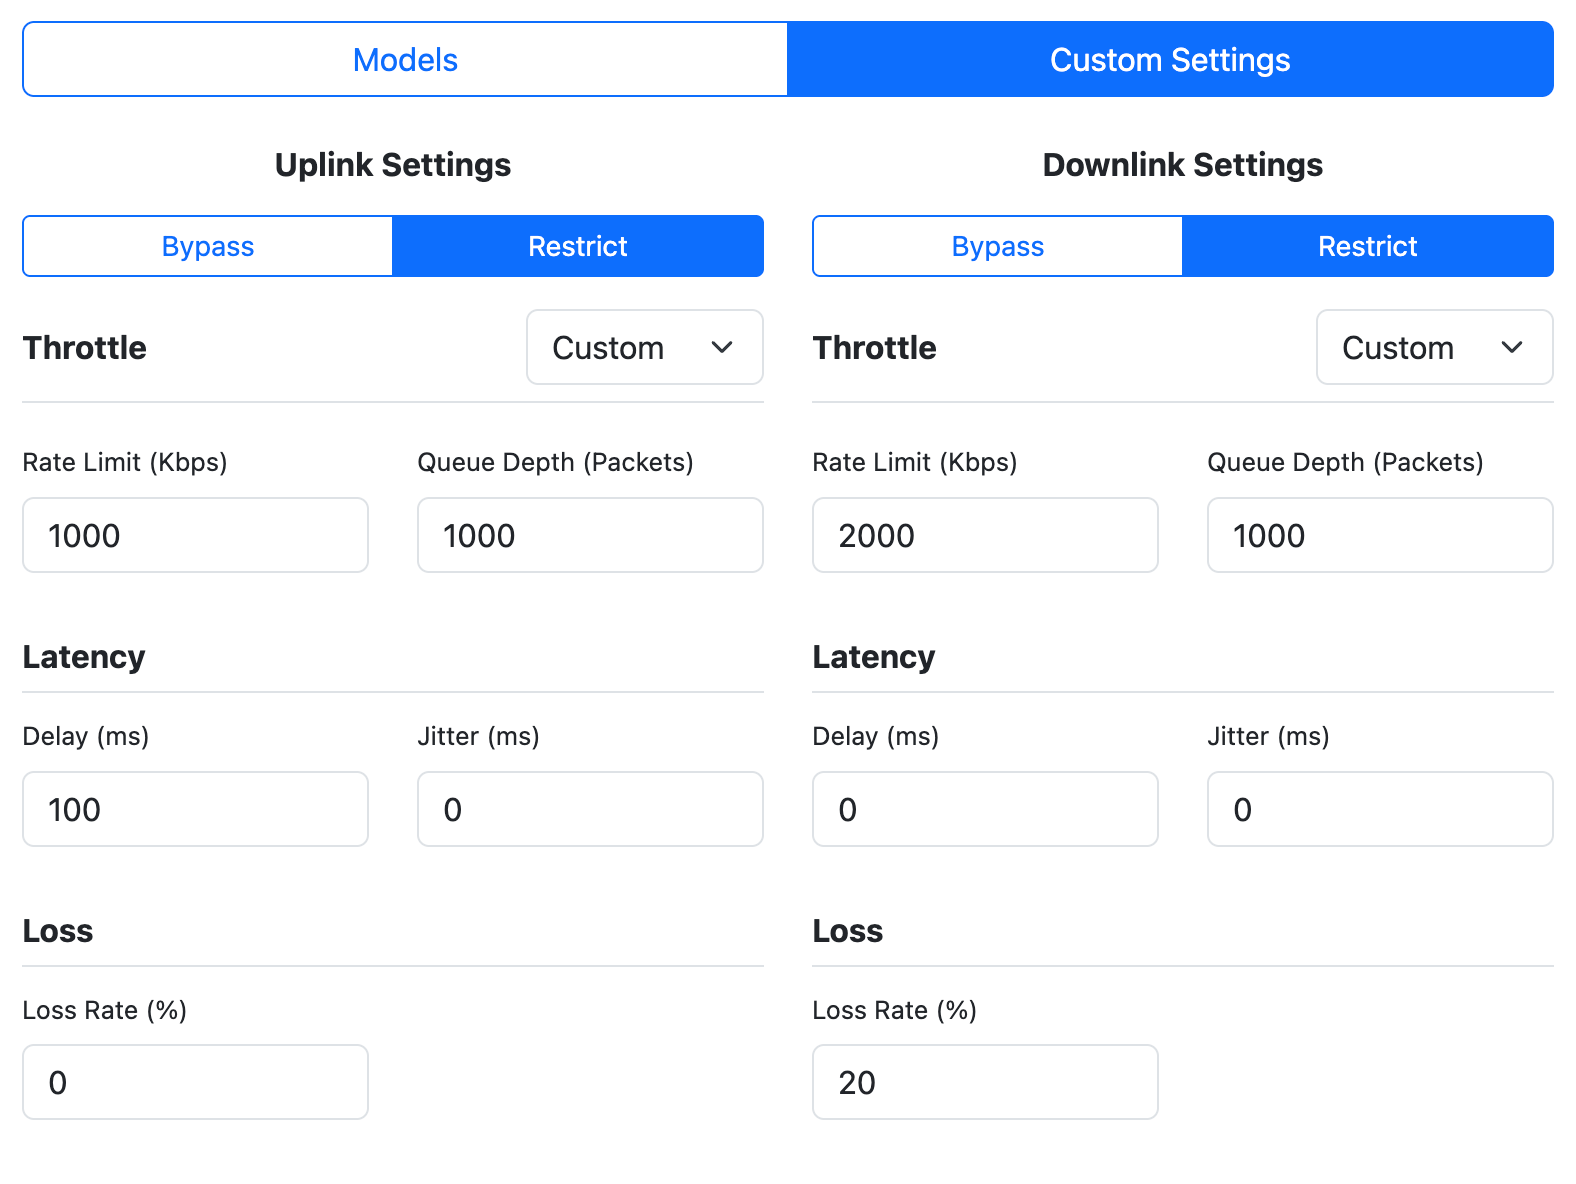 Models
Custom Settings
Uplink Settings
Bypass
Restrict
Throttle
Custom
Rate Limit (Kbps)
Queue Depth (Packets)
1000
1000
Latency
Delay (ms)
Jitter (ms)
100
0
Loss
Loss Rate (%)
0
Downlink Settings
Bypass
Restrict
Throttle
Custom
Rate Limit (Kbps)
Queue Depth (Packets)
2000
1000
Latency
Delay (ms)
Jitter (ms)
0
0
Loss
Loss Rate (%)
20